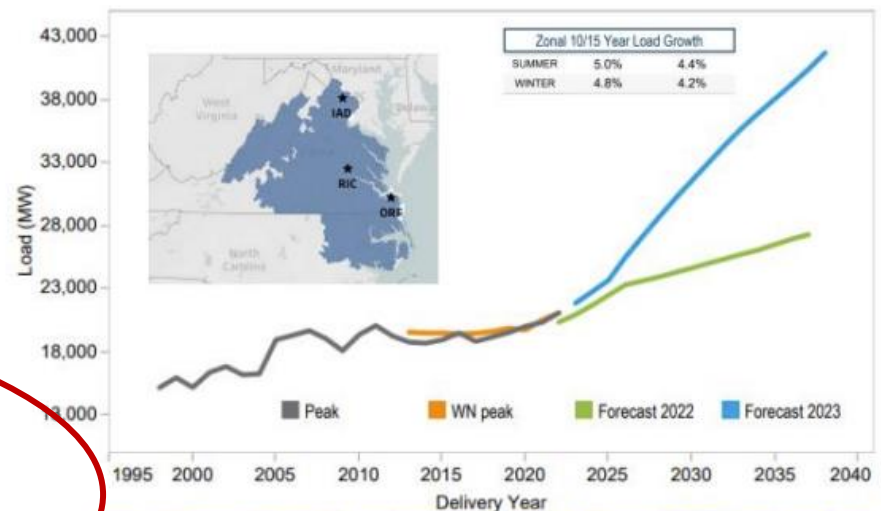 43,000
38,000
33,000
28,000
23,000
18,000
13,000
Load (MW)
Zonal 10/15 Year Load Growth
SUMMER 5.0% 4.4%
WINTER 4.8% 4.2%
Maryland
West
Virginia
IAD
RIC
ORF
North
Carolina
Peak
WN peak
Forecast 2022
Forecast 2023
1995 2000 2005 2010 2015 2020 2025 2030 2035 2040
Delivery Year